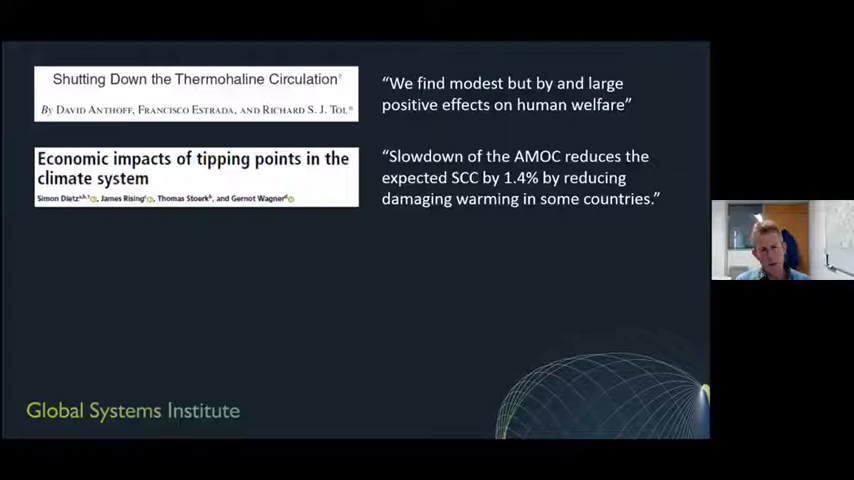 Shutting Down the Thermohaline Circulation†
By DAVID ANTHOFF, FRANCISCO ESTRADA, AND RICHARD S. J. TOL*
“We find modest but by and large
positive effects on human welfare”
Economic impacts of tipping points in the
climate system
Simon Dietz, James Rising, Thomas Stoerk, and Gernot Wagner
“Slowdown of the AMOC reduces the
expected SCC by 1.4% by reducing
damaging warming in some countries.”
Global Systems Institute